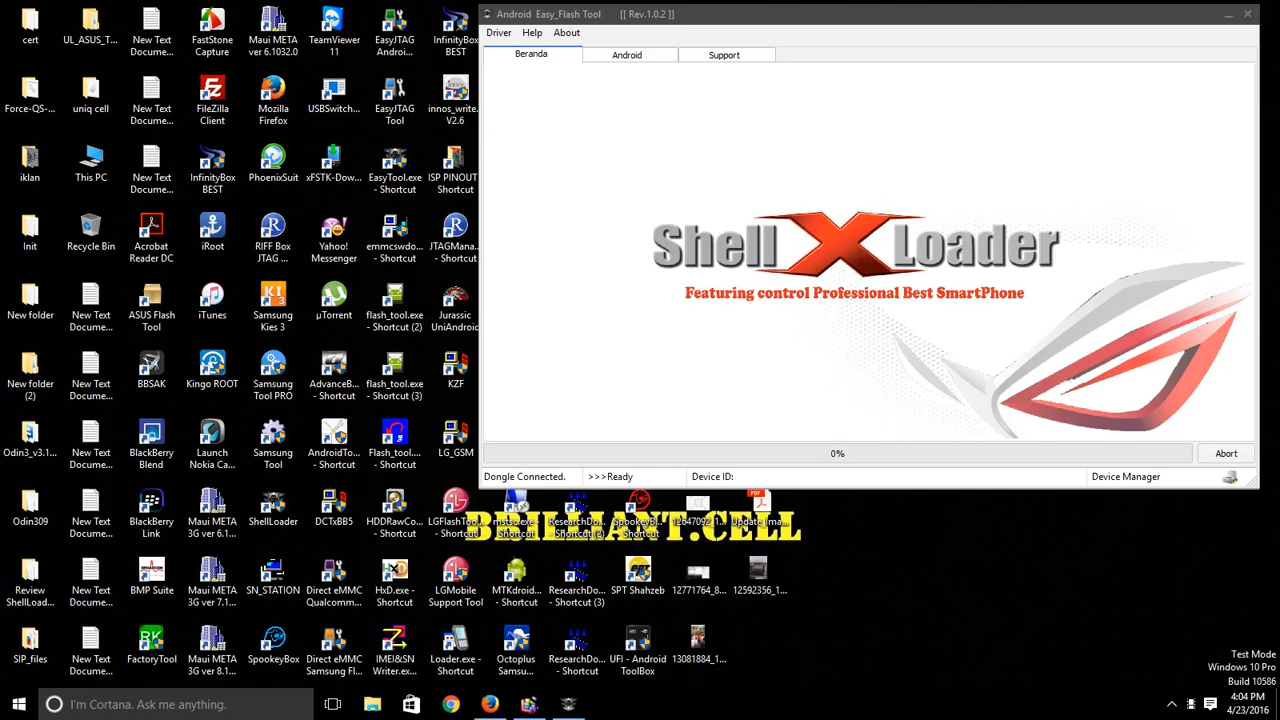 Android Easy_Flash Tool [[ Rev.1.0.2 ]]
Driver Help About
Beranda Android Support
Shell X Loader
Featuring control Professional Best SmartPhone
0%
Abort
Dongle Connected. >>>Ready Device ID: Device Manager
cert
UL_ASUS_T...
FastStone
Capture
Maui META
ver 6.1032.0
TeamViewer
11
EasyJTAG
Androi...
InfinityBox
BEST
Force-QS-...
uniq cell
New Text
Docume...
FileZilla
Client
Mozilla
Firefox
USBSwitch...
EasyJTAG
Tool
innos_write...
V2.6
iklan
This PC
New Text
Docume...
InfinityBox
BEST
PhoenixSuit
xFSTK-Dow...
EasyTool.exe
- Shortcut
ISP PINOUT
Shortcut
Init
Recycle Bin
Acrobat
Reader DC
iRoot
RIFF Box
JTAG ...
Yahoo!
Messenger
emmcswdo...
- Shortcut
JTAGMana...
- Shortcut
New folder
New Text
Docume...
ASUS Flash
Tool
iTunes
Samsung
Kies 3
µTorrent
flash_tool.exe
- Shortcut (2)
Jurassic
UniAndroid
New folder
(2)
New Text
Docume...
BBSAK
Kingo ROOT
Samsung
Tool PRO
AdvanceB...
- Shortcut
flash_tool.exe
- Shortcut (3)
KZF
Odin3_v3.1...
New Text
Docume...
BlackBerry
Blend
Launch
Nokia Ca...
Samsung
Tool
AndroidTo...
- Shortcut
Flash_tool....
- Shortcut
LG_GSM
Odin309
New Text
Docume...
BlackBerry
Link
Maui META
3G ver 6.1...
ShellLoader
DCTxBB5
HDDRawCo...
- Shortcut
LGFlashToo...
- Shortcut
- Shortcut
ResearchDo...
- Shortcut (2)
SpookeyB...
Shortcut
12647092_1...
Update_Ima...
BRILLIANT.CELL
Review
ShellLoad...
New Text
Docume...
BMP Suite
Maui META
3G ver 7.1...
SN_STATION
Direct eMMC
Qualcomm...
HxD.exe -
Shortcut
LGMobile
Support Tool
MTKdroid...
- Shortcut
ResearchDo...
- Shortcut (3)
SPT Shahzeb
12771764_8...
12592356_1...
SIP_files
New Text
Docume...
FactoryTool
Maui META
3G ver 8.1...
SpookeyBox
Direct eMMC
Samsung Fl...
IMEI&SN
Writer.ex...
Loader.exe -
Shortcut
Octoplus
Samsu...
ResearchDo...
- Shortcut
UFI - Android
ToolBox
13081884_1...
Test Mode
Windows 10 Pro
Build 10586
I'm Cortana. Ask me anything.
4:04 PM
4/23/2016